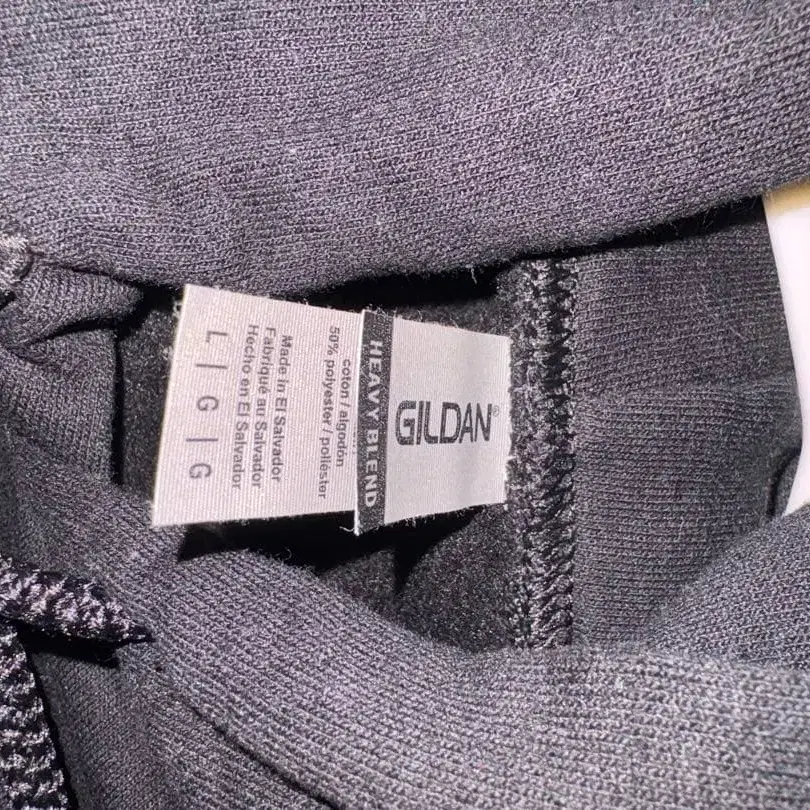 GILDAN®
HEAVY BLEND
coton / algodón
50% polyester / poliéster
Made in El Salvador
Fabriqué au Salvador
Hecho en El Salvador
L | G | G